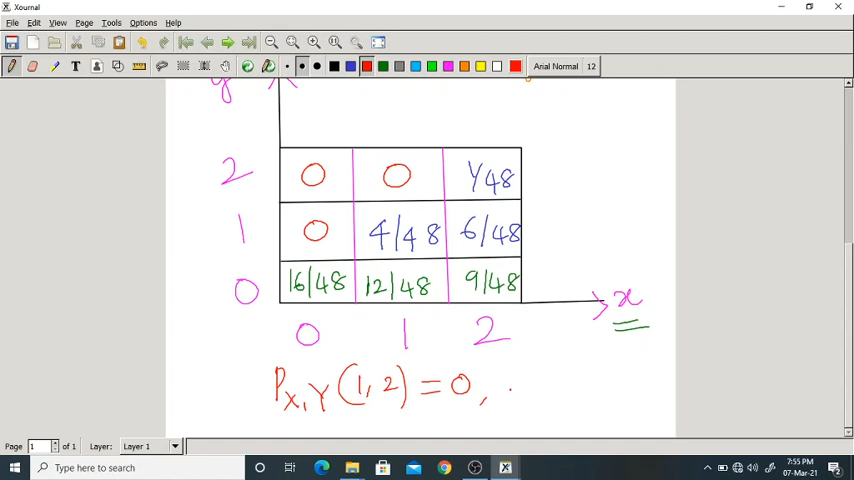 Xournal
File Edit View Page Tools Options Help
Arial Normal 12
y
2 0 0 1/48
1 0 4/48 6/48
0 16/48 12/48 9/48
x
0 1 2
P_X,Y (1,2) = 0,
Page 1 of 1 Layer: Layer 1
Type here to search
7:55 PM
07-Mar-21